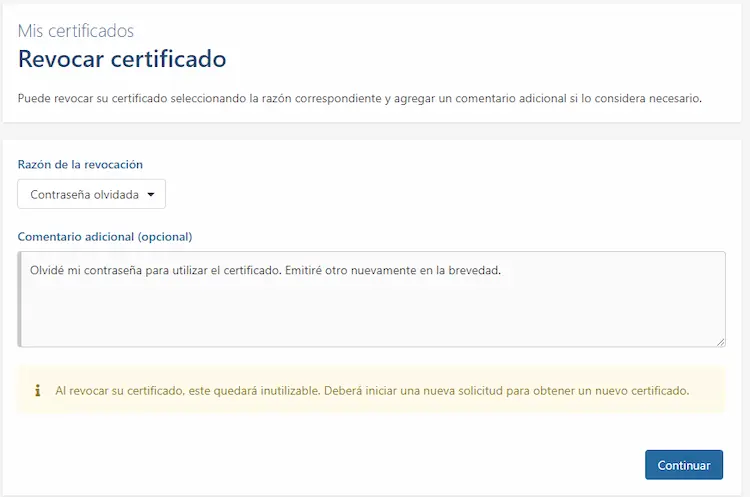 Mis certificados
Revocar certificado
Puede revocar su certificado seleccionando la razón correspondiente y agregar un comentario adicional si lo considera necesario.
Razón de la revocación
Contraseña olvidada
Comentario adicional (opcional)
Olvidé mi contraseña para utilizar el certificado. Emitiré otro nuevamente en la brevedad.
Al revocar su certificado, este quedará inutilizable. Deberá iniciar una nueva solicitud para obtener un nuevo certificado.
Continuar